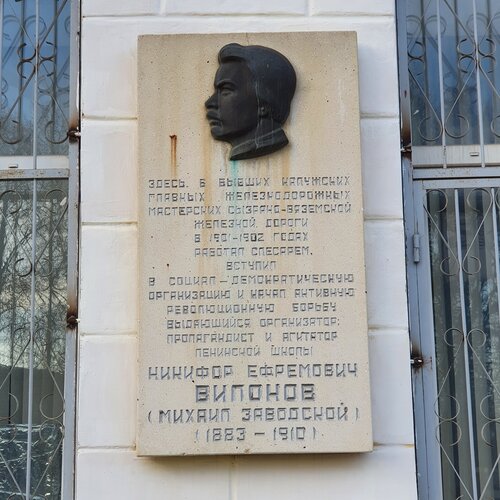 ЗДЕСЬ, В БЫВШИХ КАЛУЖСКИХ
ГЛАВНЫХ ЖЕЛЕЗНОДОРОЖНЫХ
МАСТЕРСКИХ СЫЗРАНО-ВЯЗЕМСКОЙ
ЖЕЛЕЗНОЙ ДОРОГИ
В 1901-1902 ГОДАХ
РАБОТАЛ СЛЕСАРЕМ,
ВСТУПИЛ
В СОЦИАЛ-ДЕМОКРАТИЧЕСКУЮ
ОРГАНИЗАЦИЮ И НАЧАЛ АКТИВНУЮ
РЕВОЛЮЦИОННУЮ БОРЬБУ
ВЫДАЮЩИЙСЯ ОРГАНИЗАТОР,
ПРОПАГАНДИСТ И АГИТАТОР
ЛЕНИНСКОЙ ШКОЛЫ
НИКИФОР ЕФРЕМОВИЧ
ВИЛОНОВ
(МИХАИЛ ЗАВОДСКОЙ)
(1883 - 1910)